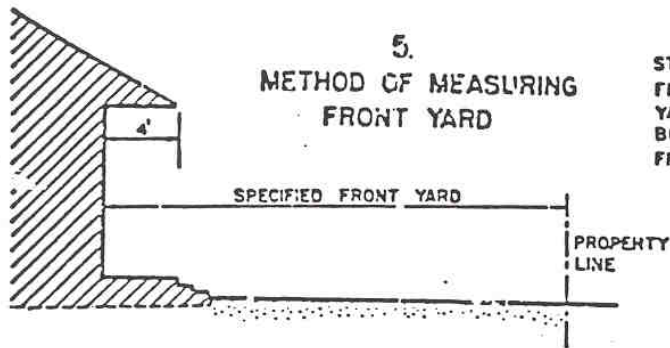 5.
METHOD OF MEASURING
FRONT YARD
4'
SPECIFIED FRONT YARD
PROPERTY
LINE